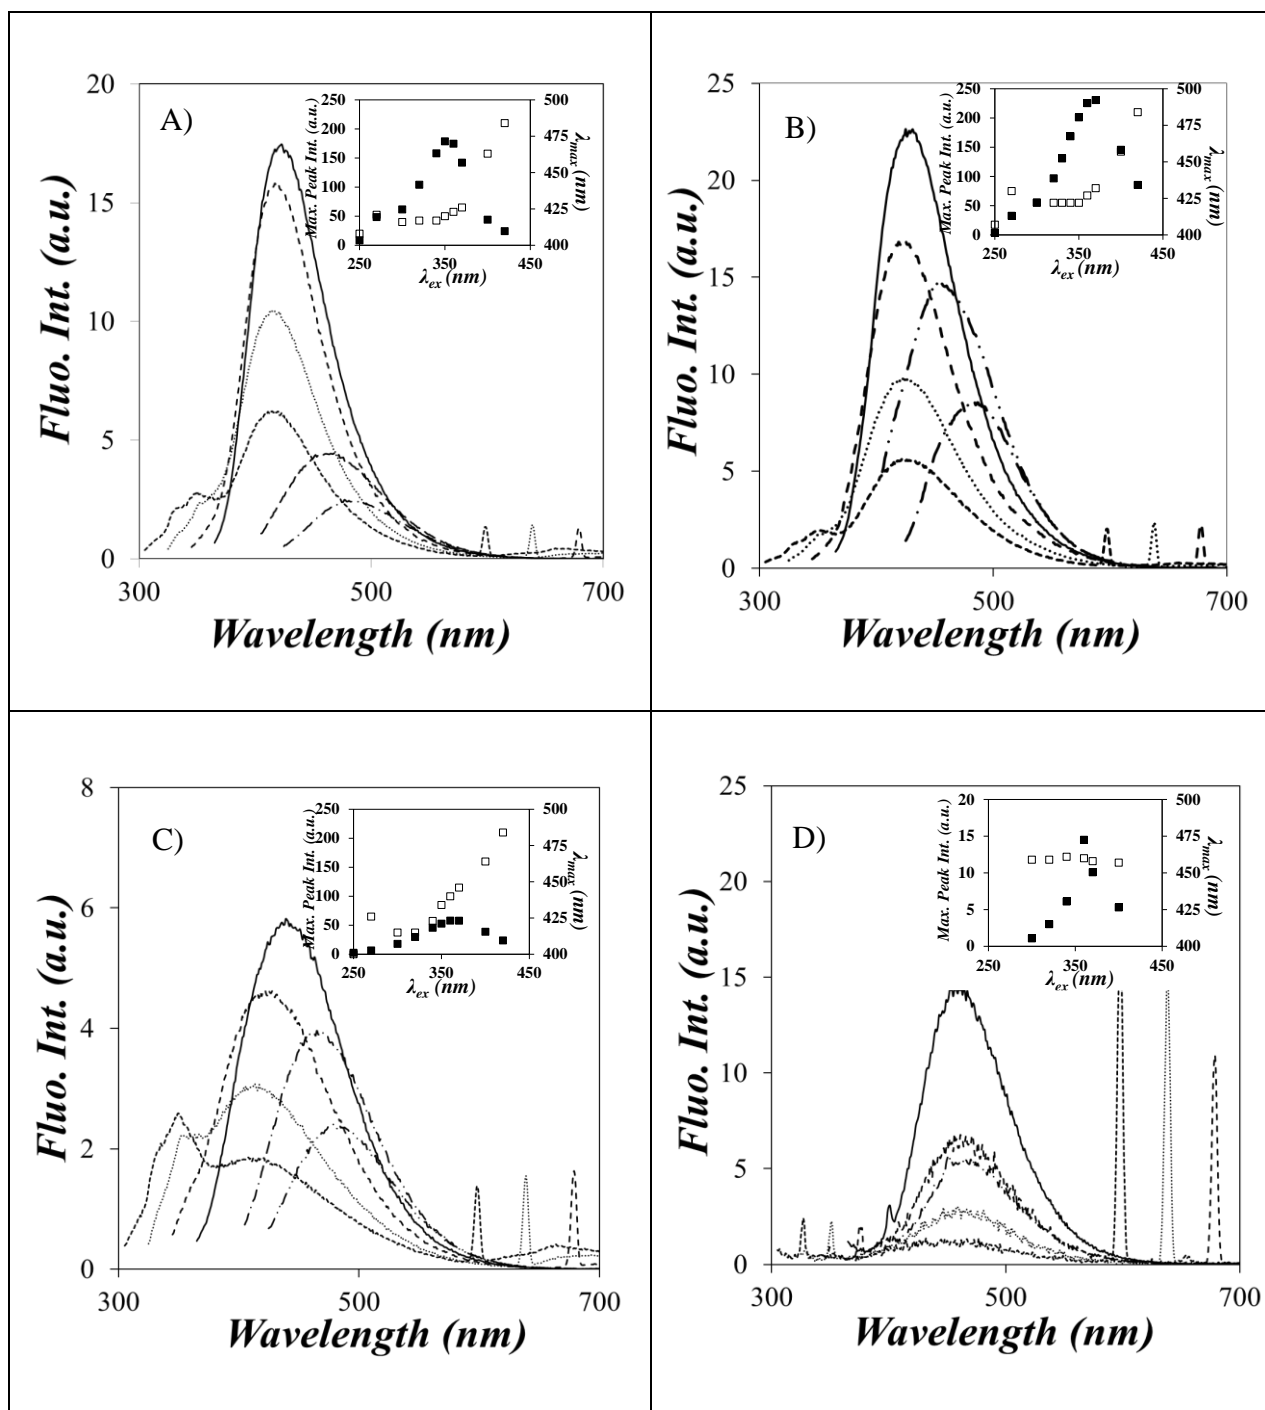 A)
20
15
10
5
0
300 500 700
Fluo. Int. (a.u.)
Wavelength (nm)
250
200
150
100
50
0
Max. Peak Int. (a.u.)
500
475
450
425
400
λmax (nm)
250 350 450
λex (nm)
B)
25
20
15
10
5
0
300 500 700
Fluo. Int. (a.u.)
Wavelength (nm)
250
200
150
100
50
0
Max. Peak Int. (a.u.)
500
475
450
425
400
λmax (nm)
250 350 450
λex (nm)
C)
8
6
4
2
0
300 500 700
Fluo. Int. (a.u.)
Wavelength (nm)
250
200
150
100
50
0
Max. Peak Int. (a.u.)
500
475
450
425
400
λmax (nm)
250 350 450
λex (nm)
D)
25
20
15
10
5
0
300 500 700
Fluo. Int. (a.u.)
Wavelength (nm)
20
15
10
5
0
Max. Peak Int. (a.u.)
500
475
450
425
400
λmax (nm)
250 350 450
λex (nm)